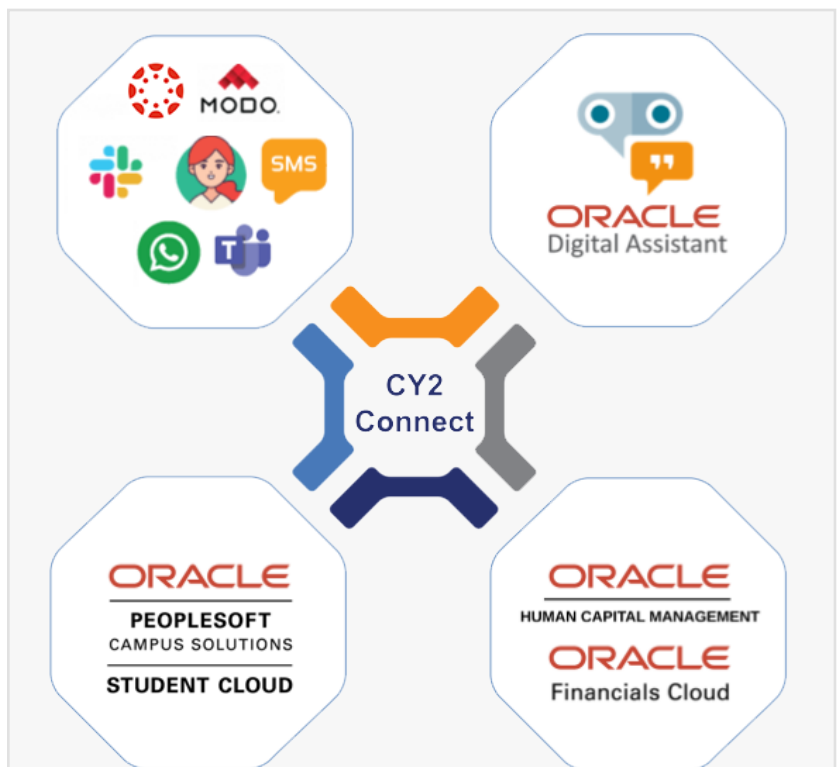 MODO.
SMS
T
ORACLE
Digital Assistant
CY2
Connect
ORACLE
PEOPLESOFT
CAMPUS SOLUTIONS
STUDENT CLOUD
ORACLE
HUMAN CAPITAL MANAGEMENT
ORACLE
Financials Cloud